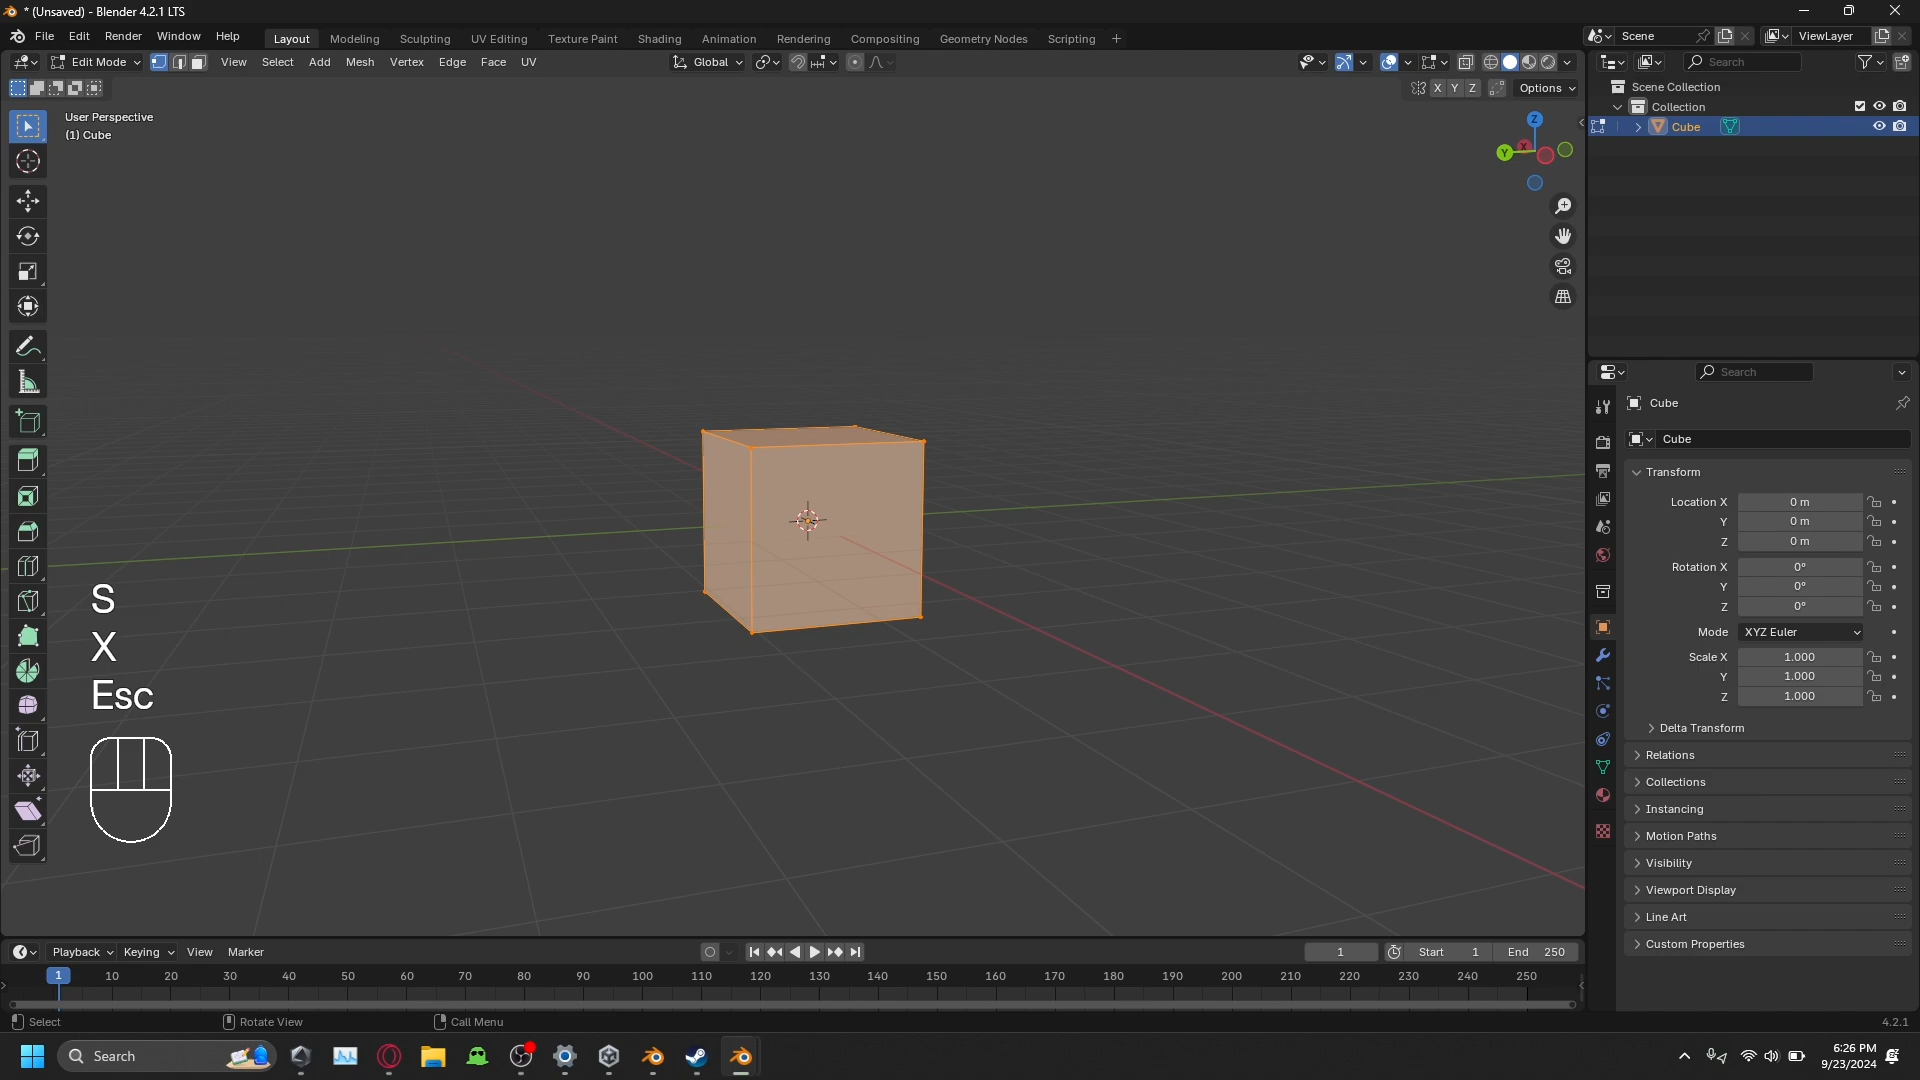 * (Unsaved) - Blender 4.2.1 LTS
File Edit Render Window Help Layout Modeling Sculpting UV Editing Texture Paint Shading Animation Rendering Compositing Geometry Nodes Scripting + Scene ViewLayer
Edit Mode View Select Add Mesh Vertex Edge Face UV Global Search
X Y Z Options
Scene Collection
Collection
Cube
User Perspective
(1) Cube
Z
X
Y
Search
Cube
Cube
Transform
Location X 0 m
Y 0 m
Z 0 m
Rotation X 0°
Y 0°
Z 0°
Mode XYZ Euler
Scale X 1.000
Y 1.000
Z 1.000
Delta Transform
Relations
Collections
Instancing
Motion Paths
Visibility
Viewport Display
Line Art
Custom Properties
S
X
Esc
Playback Keying View Marker 1 Start 1 End 250
1 10 20 30 40 50 60 70 80 90 100 110 120 130 140 150 160 170 180 190 200 210 220 230 240 250
Select Rotate View Call Menu 4.2.1
Search
6:26 PM
9/23/2024